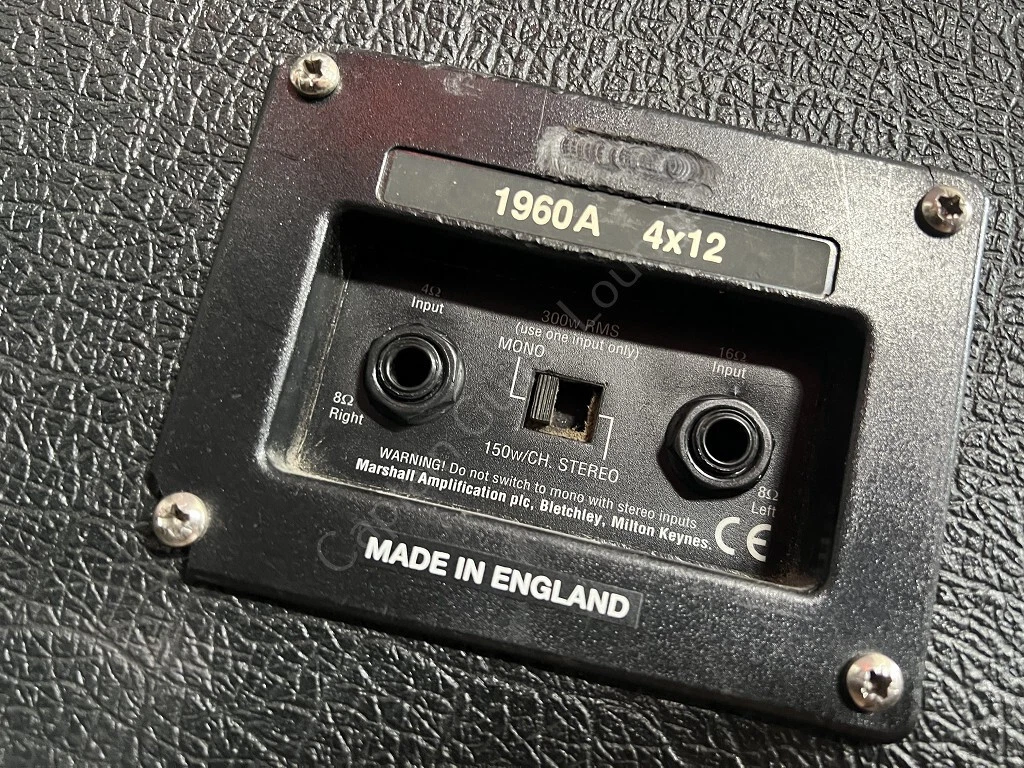 1960A 4x12
4Ω
Input
300w RMS
(use one input only)
MONO
16Ω
Input
8Ω
Right
150w/CH. STEREO
8Ω
Left
WARNING! Do not switch to mono with stereo inputs
Marshall Amplification plc, Bletchley, Milton Keynes.
CE
MADE IN ENGLAND